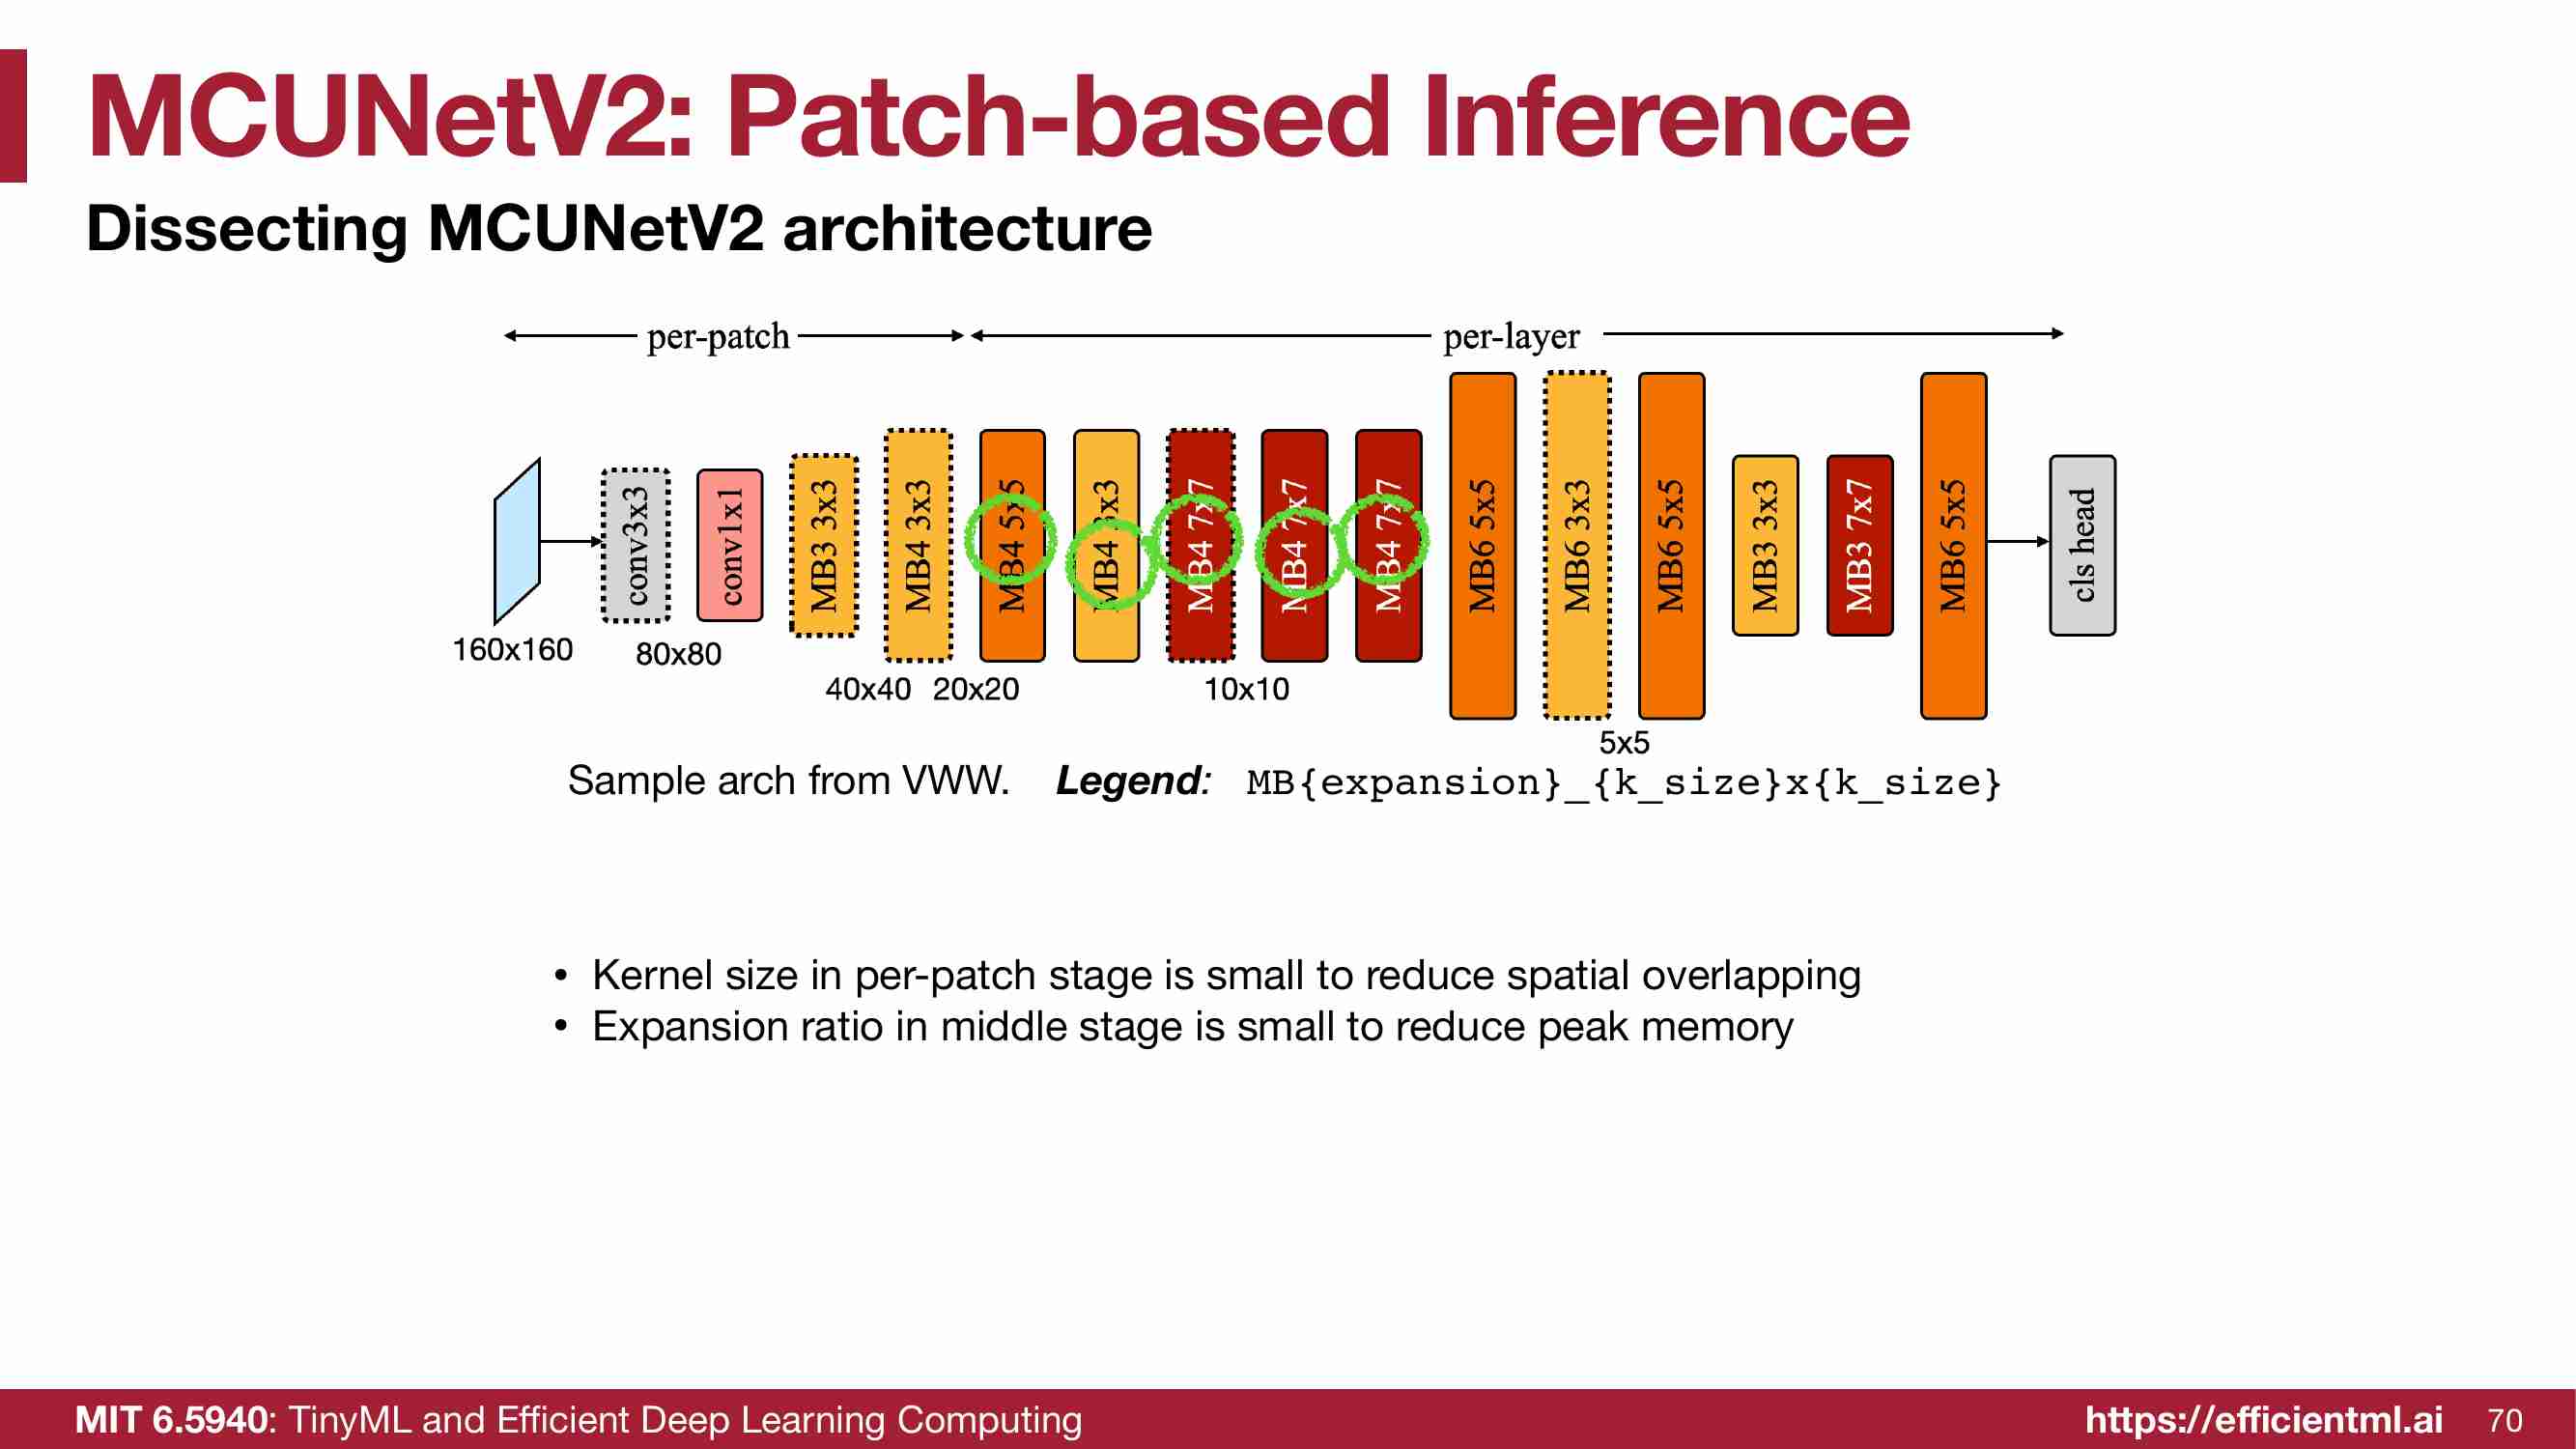 MCUNetV2: Patch-based Inference
Dissecting MCUNetV2 architecture
per-patch per-layer
conv3x3
conv1x1
MB3 3x3
MB4 3x3
MB4 5x5
MB4 3x3
MB4 7x7
MB4 7x7
MB4 7x7
MB6 5x5
MB6 3x3
MB6 5x5
MB3 3x3
MB3 7x7
MB6 5x5
cls head
160x160 80x80
40x40 20x20 10x10
5x5
Sample arch from VWW. Legend: MB{expansion}_{k_size}x{k_size}
• Kernel size in per-patch stage is small to reduce spatial overlapping
• Expansion ratio in middle stage is small to reduce peak memory
MIT 6.5940: TinyML and Efficient Deep Learning Computing https://efficientml.ai 70